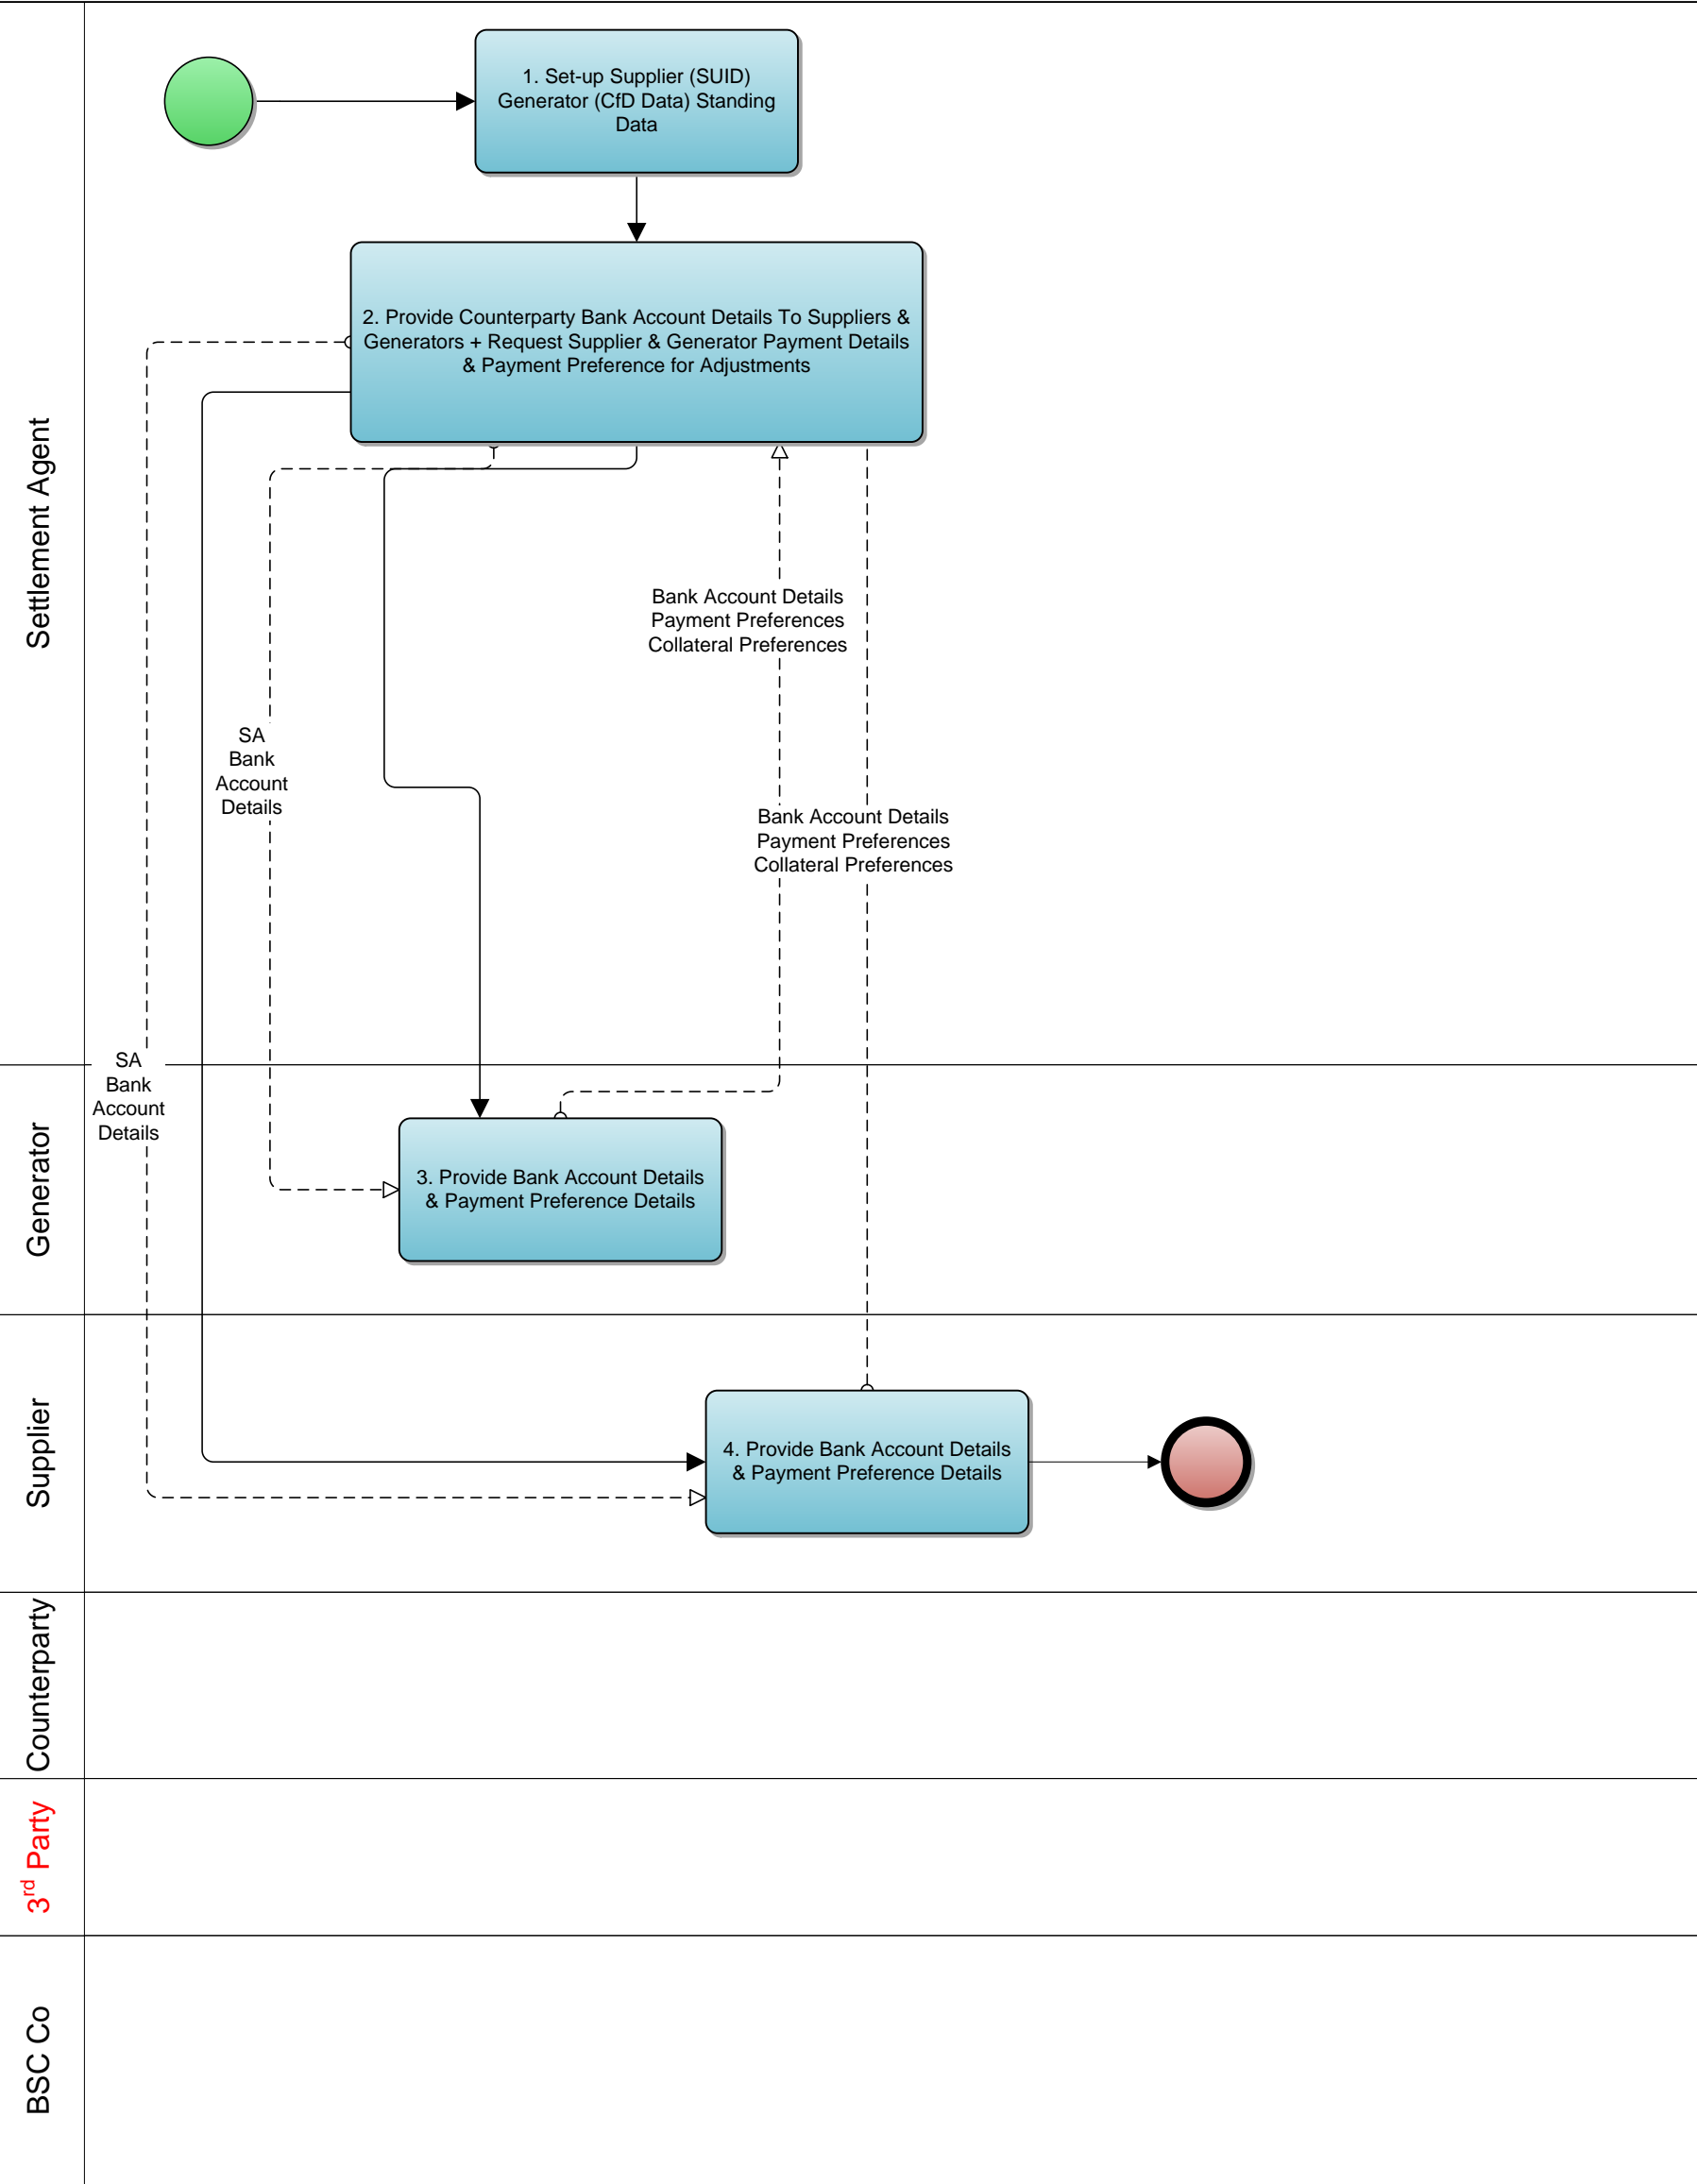 Settlement Agent
1. Set-up Supplier (SUID)
Generator (CfD Data) Standing
Data
2. Provide Counterparty Bank Account Details To Suppliers &
Generators + Request Supplier & Generator Payment Details
& Payment Preference for Adjustments
Bank Account Details
Payment Preferences
Collateral Preferences
SA
Bank
Account
Details
Bank Account Details
Payment Preferences
Collateral Preferences
SA
Bank
Account
Details
Generator
3. Provide Bank Account Details
& Payment Preference Details
Supplier
4. Provide Bank Account Details
& Payment Preference Details
Counterparty
3rd Party
BSC Co